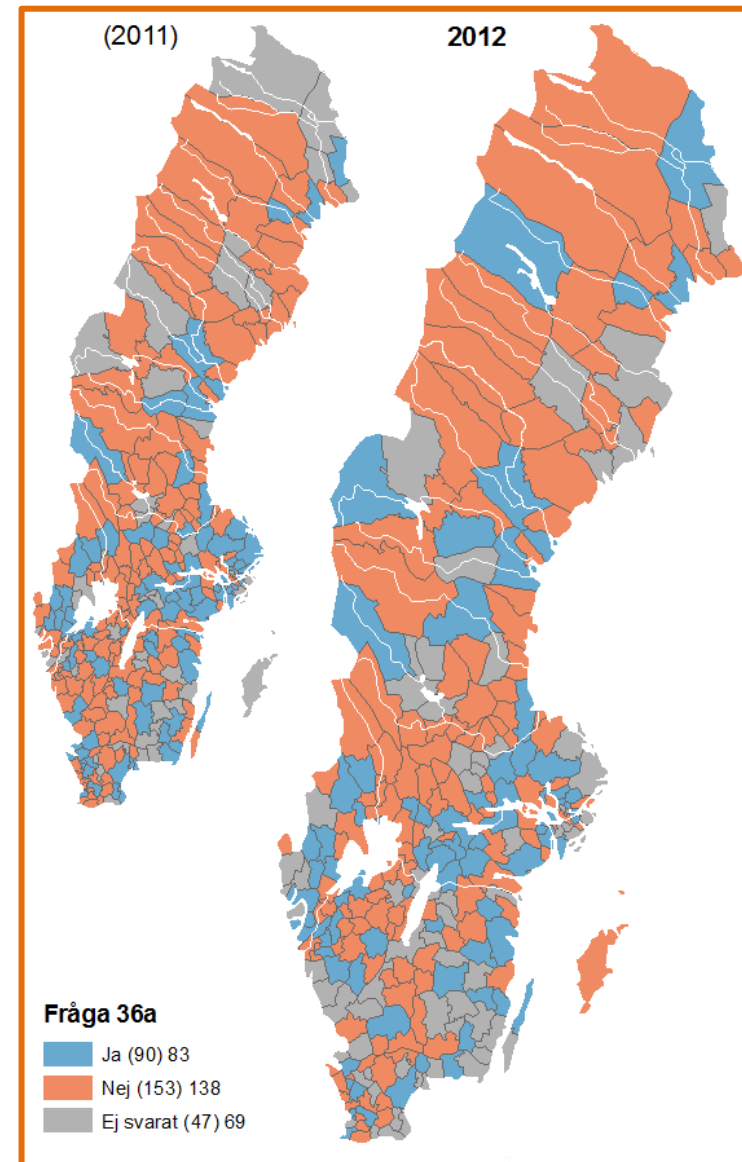 (2011)
2012
Fråga 36a
Ja (90) 83
Nej (153) 138
Ej svarat (47) 69